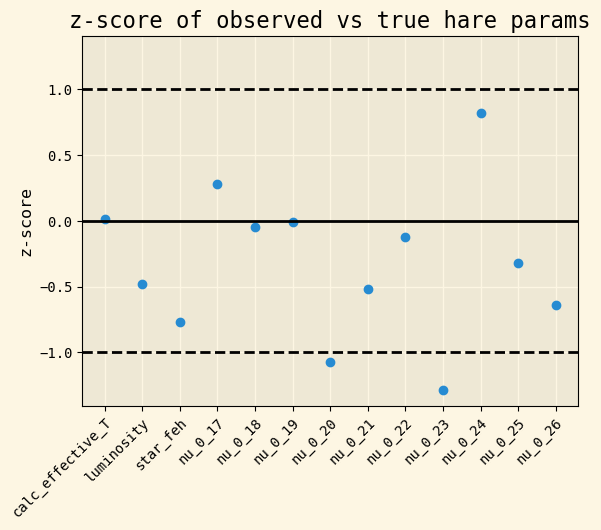 z-score of observed vs true hare params
z-score
1.0
0.5
0.0
−0.5
−1.0
calc_effective_T
luminosity
star_feh
nu_0_17
nu_0_18
nu_0_19
nu_0_20
nu_0_21
nu_0_22
nu_0_23
nu_0_24
nu_0_25
nu_0_26